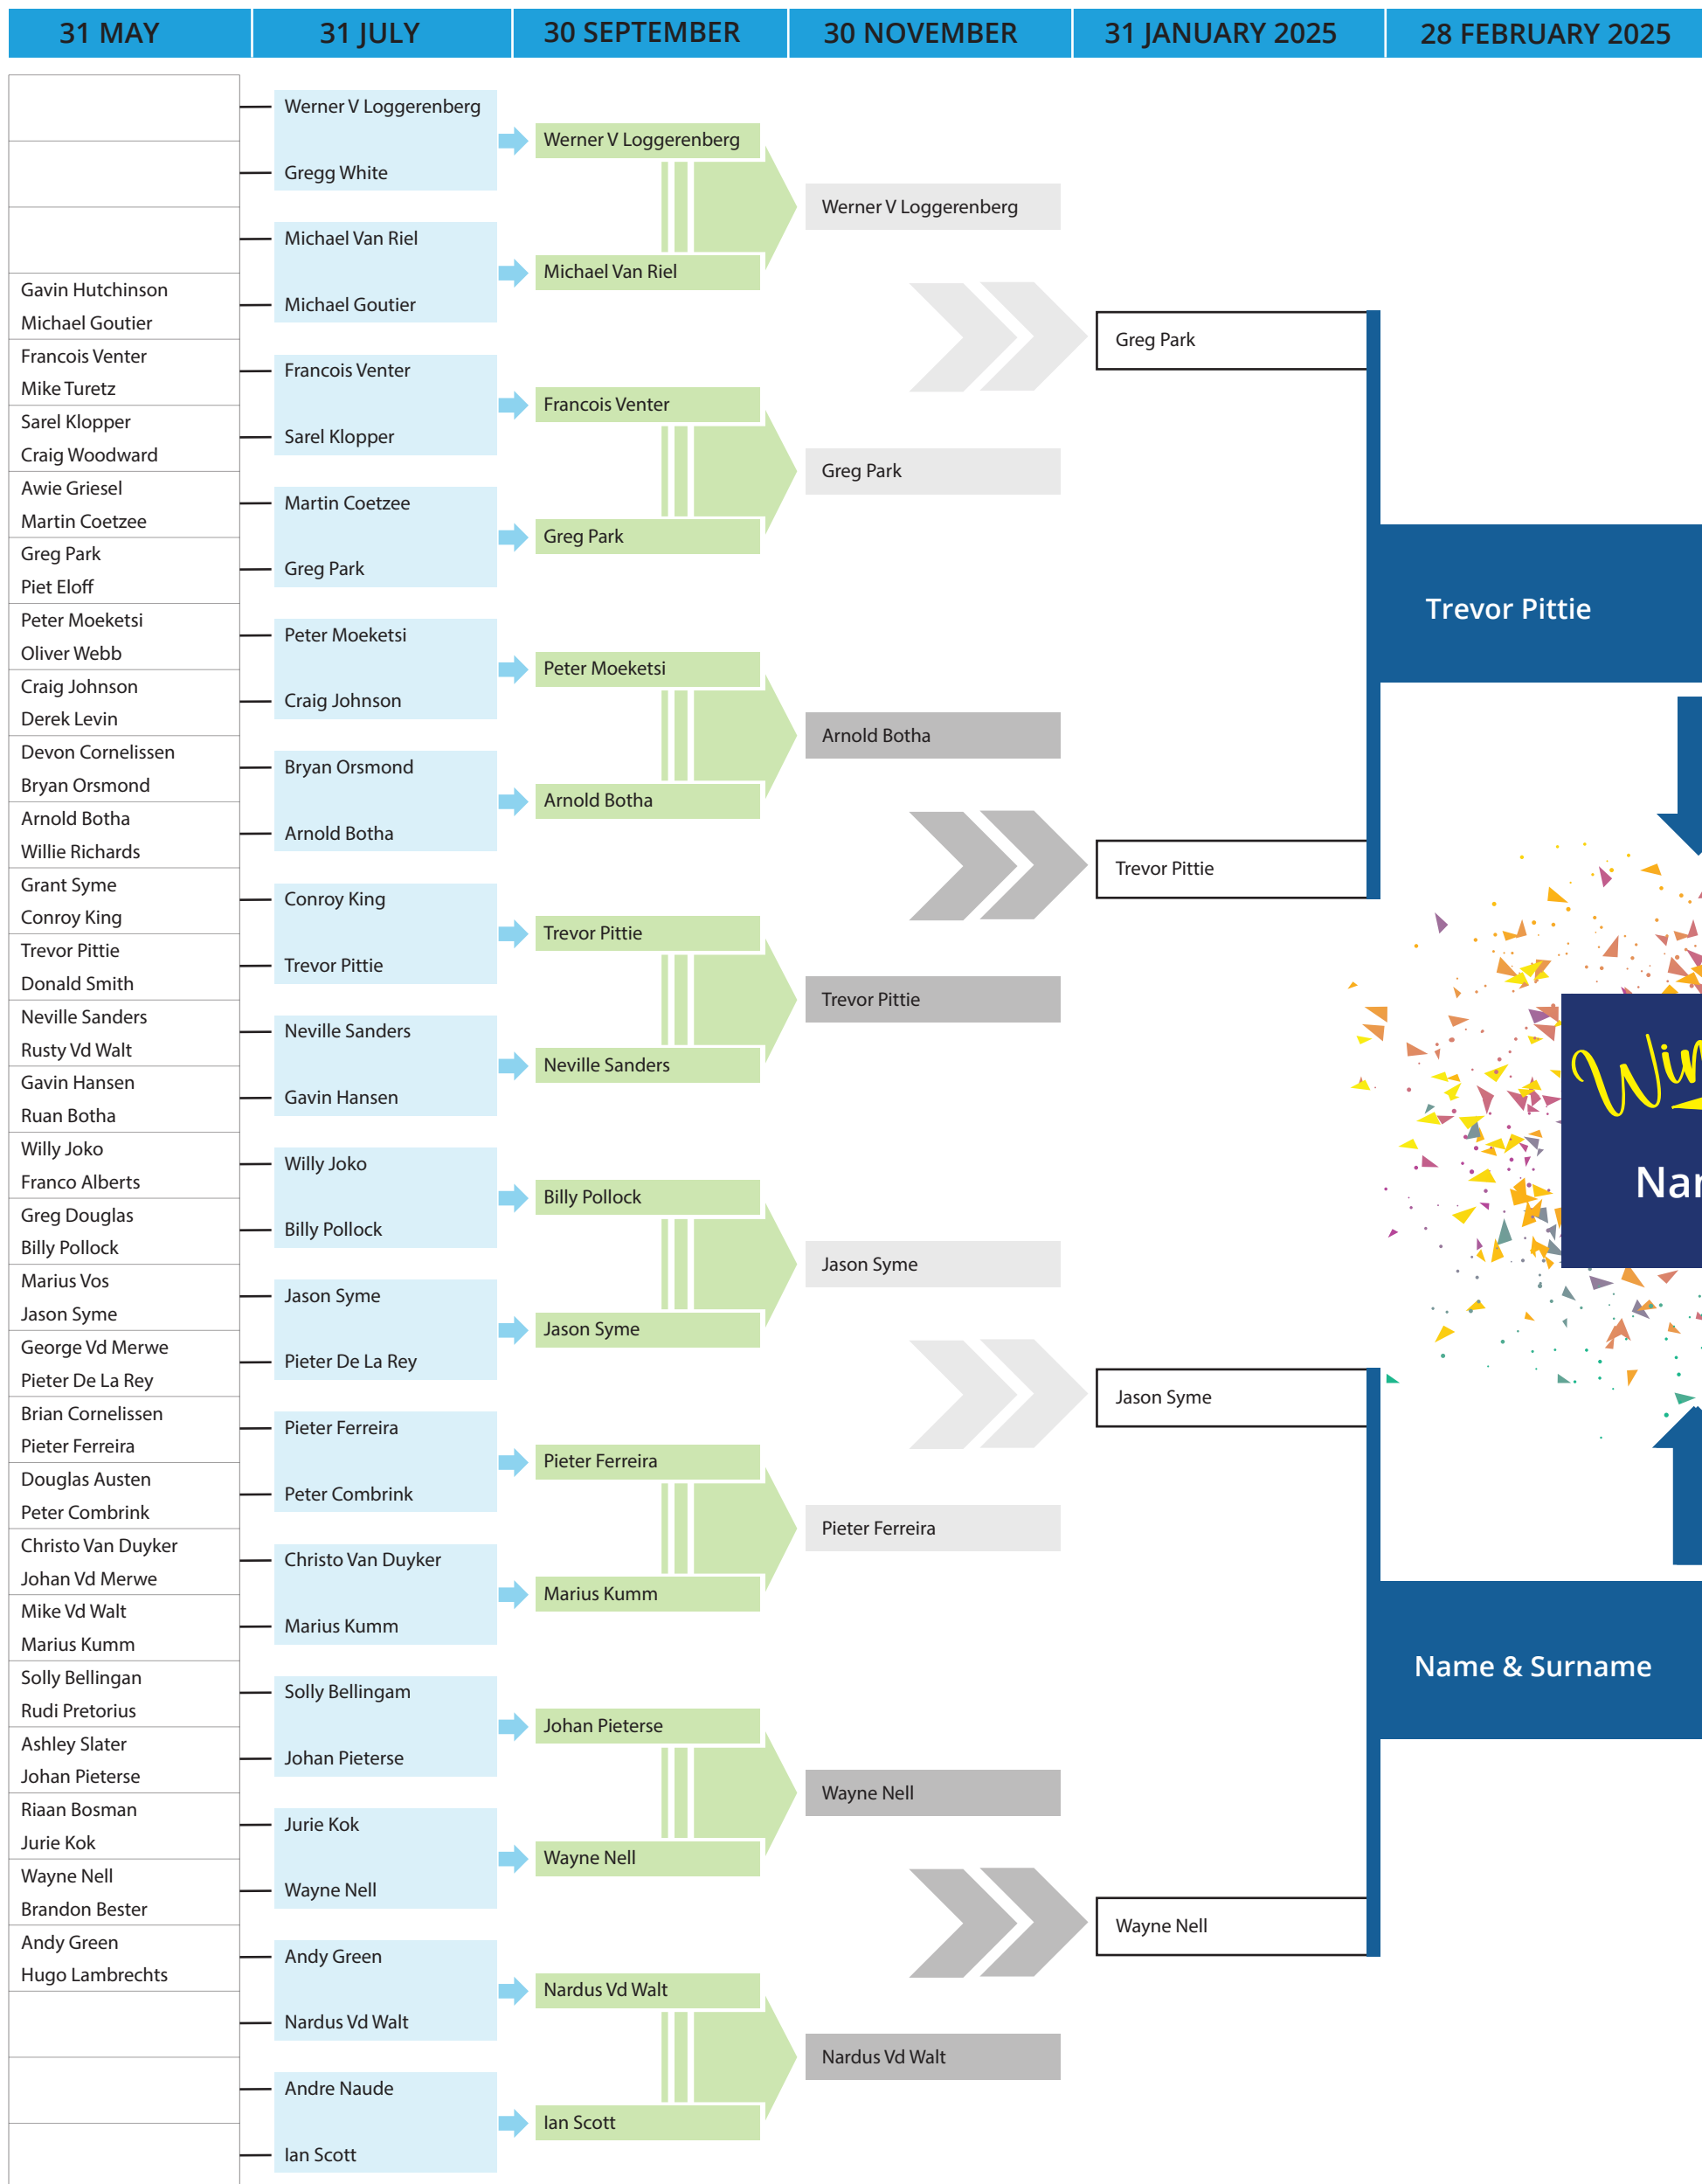 31 MAY
31 JULY
30 SEPTEMBER
30 NOVEMBER
31 JANUARY 2025
28 FEBRUARY 2025
Gavin Hutchinson
Michael Goutier
Francois Venter
Mike Turetz
Sarel Klopper
Craig Woodward
Awie Griesel
Martin Coetzee
Greg Park
Piet Eloff
Peter Moeketsi
Oliver Webb
Craig Johnson
Derek Levin
Devon Cornelissen
Bryan Orsmond
Arnold Botha
Willie Richards
Grant Syme
Conroy King
Trevor Pittie
Donald Smith
Neville Sanders
Rusty Vd Walt
Gavin Hansen
Ruan Botha
Willy Joko
Franco Alberts
Greg Douglas
Billy Pollock
Marius Vos
Jason Syme
George Vd Merwe
Pieter De La Rey
Brian Cornelissen
Pieter Ferreira
Douglas Austen
Peter Combrink
Christo Van Duyker
Johan Vd Merwe
Mike Vd Walt
Marius Kumm
Solly Bellingan
Rudi Pretorius
Ashley Slater
Johan Pieterse
Riaan Bosman
Jurie Kok
Wayne Nell
Brandon Bester
Andy Green
Hugo Lambrechts
Werner V Loggerenberg
Gregg White
Michael Van Riel
Michael Goutier
Francois Venter
Sarel Klopper
Martin Coetzee
Greg Park
Peter Moeketsi
Craig Johnson
Bryan Orsmond
Arnold Botha
Conroy King
Trevor Pittie
Neville Sanders
Gavin Hansen
Willy Joko
Billy Pollock
Jason Syme
Pieter De La Rey
Pieter Ferreira
Peter Combrink
Christo Van Duyker
Marius Kumm
Solly Bellingam
Johan Pieterse
Jurie Kok
Wayne Nell
Andy Green
Nardus Vd Walt
Andre Naude
Ian Scott
Werner V Loggerenberg
Michael Van Riel
Francois Venter
Greg Park
Peter Moeketsi
Arnold Botha
Trevor Pittie
Neville Sanders
Billy Pollock
Jason Syme
Pieter Ferreira
Marius Kumm
Johan Pieterse
Wayne Nell
Nardus Vd Walt
Ian Scott
Werner V Loggerenberg
Greg Park
Arnold Botha
Trevor Pittie
Jason Syme
Pieter Ferreira
Wayne Nell
Nardus Vd Walt
Greg Park
Trevor Pittie
Jason Syme
Wayne Nell
Trevor Pittie
Name & Surname